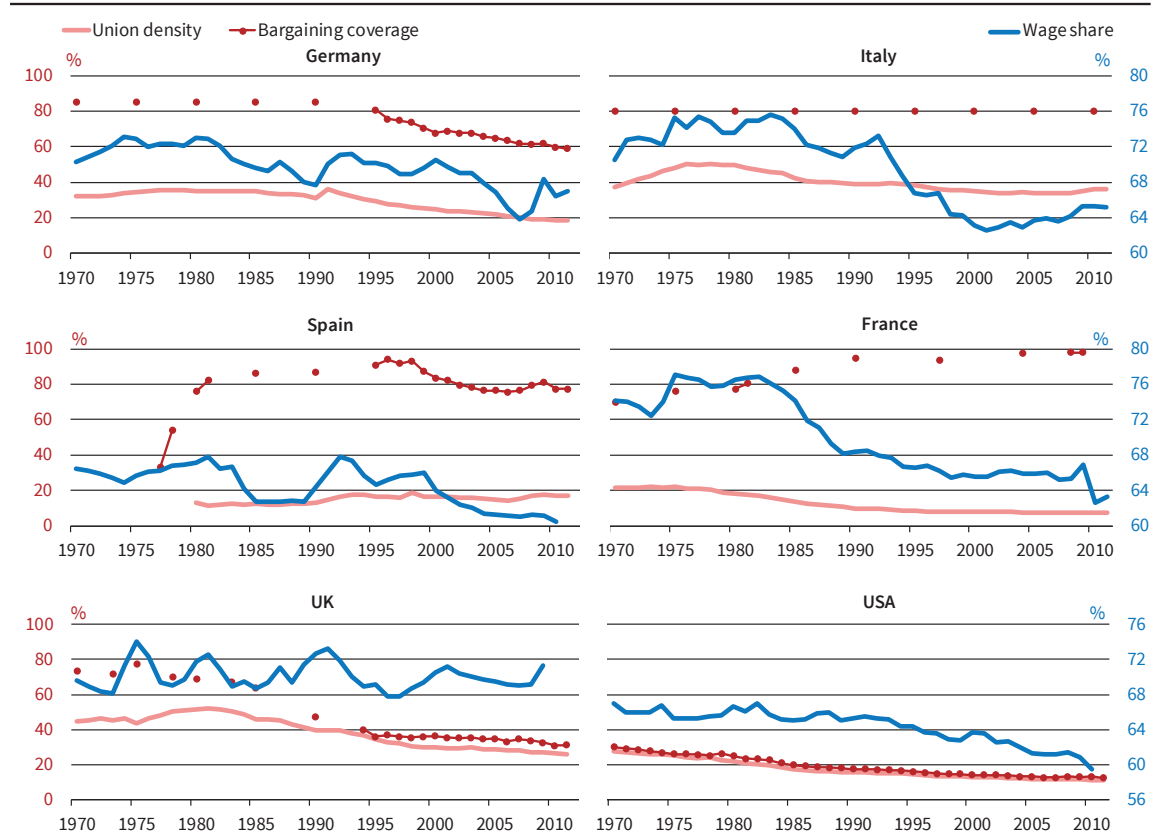 Union density Bargaining coverage Wage share
% Germany Italy %
100 80
80 76
60 72
40 68
20 64
0 60
1970 1975 1980 1985 1990 1995 2000 2005 2010 1970 1975 1980 1985 1990 1995 2000 2005 2010
% Spain France %
100 80
80 76
60 72
40 68
20 64
0 60
1970 1975 1980 1985 1990 1995 2000 2005 2010 1970 1975 1980 1985 1990 1995 2000 2005 2010
% UK USA %
100 76
80 72
60 68
40 64
20 60
0 56
1970 1975 1980 1985 1990 1995 2000 2005 2010 1970 1975 1980 1985 1990 1995 2000 2005 2010